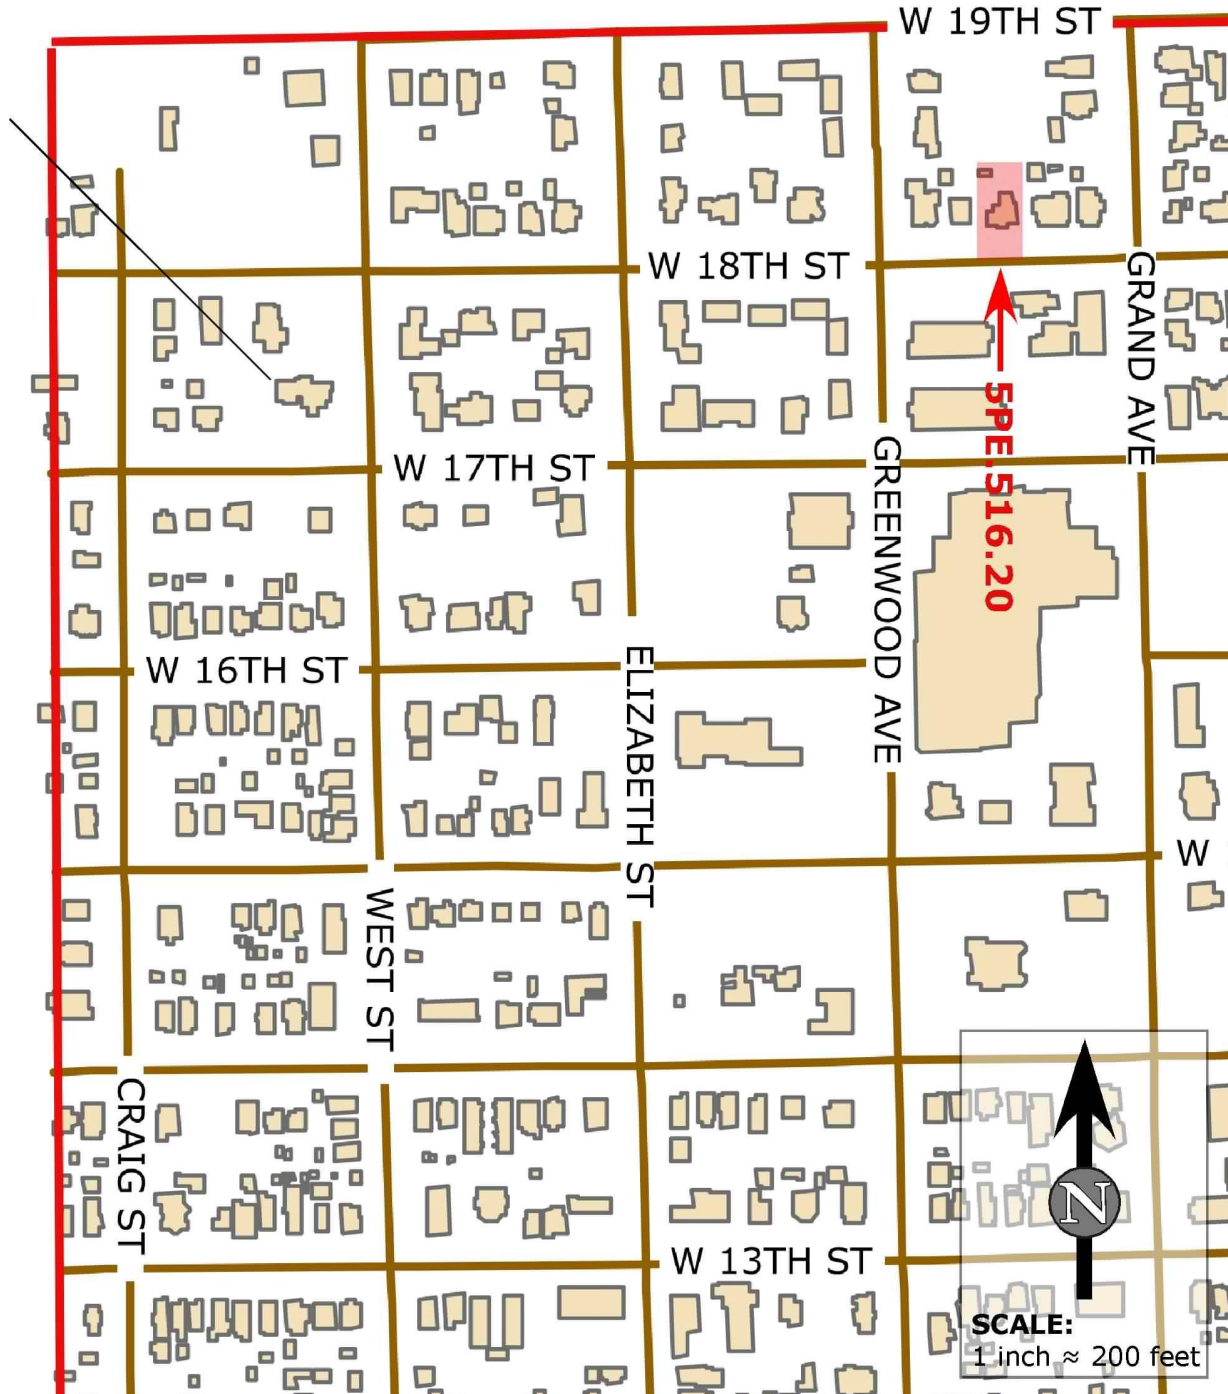 W 19TH ST
W 18TH ST
GRAND AVE
5PE.516.20
W 17TH ST
GREENWOOD AVE
W 16TH ST
ELIZABETH ST
W
WEST ST
CRAIG ST
N
W 13TH ST
SCALE:
1 inch ≈ 200 feet